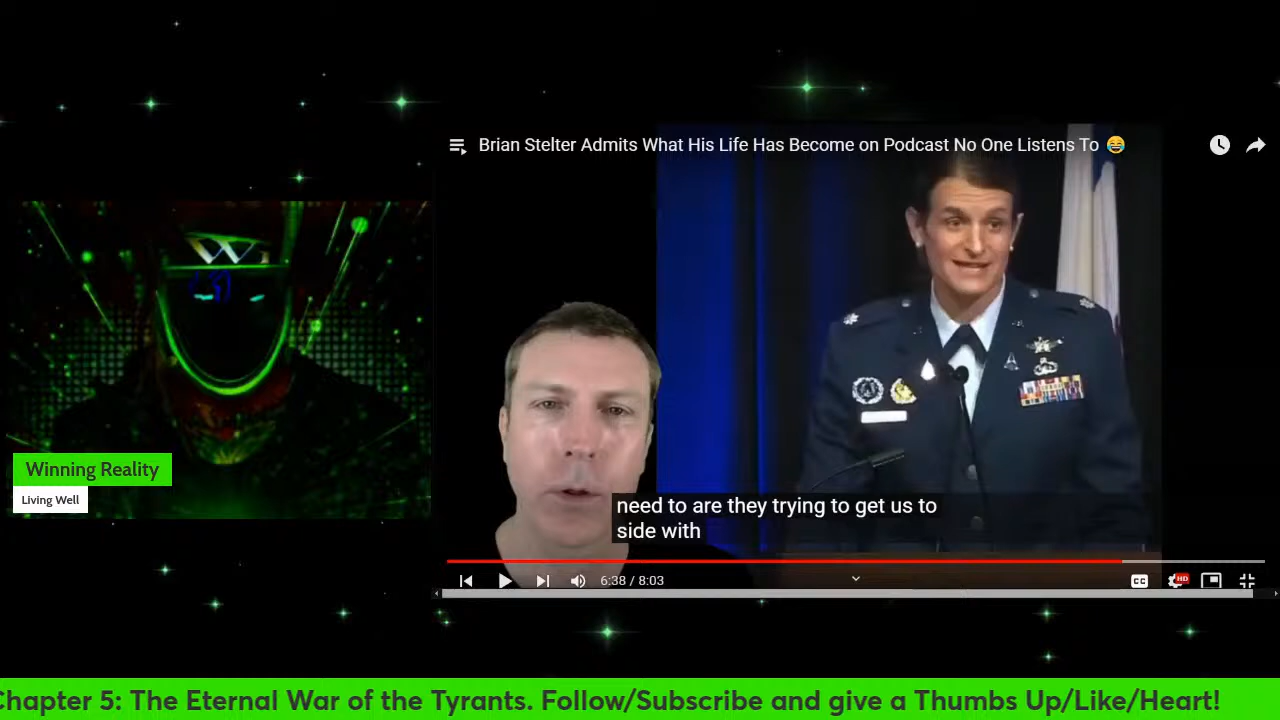 Brian Stelter Admits What His Life Has Become on Podcast No One Listens To 😂
W
Winning Reality
Living Well
need to are they trying to get us to
side with
6:38 / 8:03
CC
HD
Chapter 5: The Eternal War of the Tyrants. Follow/Subscribe and give a Thumbs Up/Like/Heart!